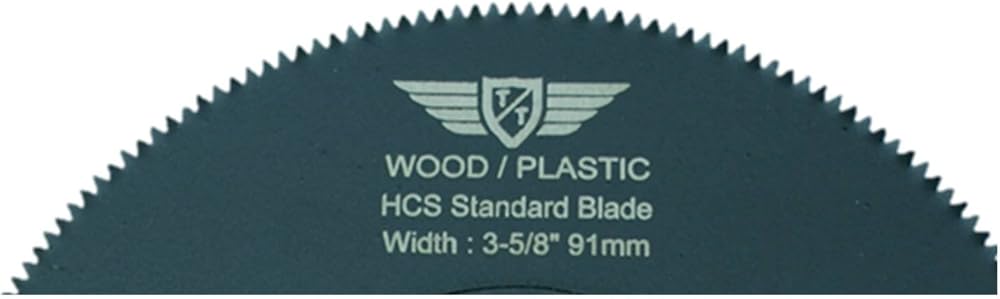 T T
WOOD / PLASTIC
HCS Standard Blade
Width : 3-5/8" 91mm